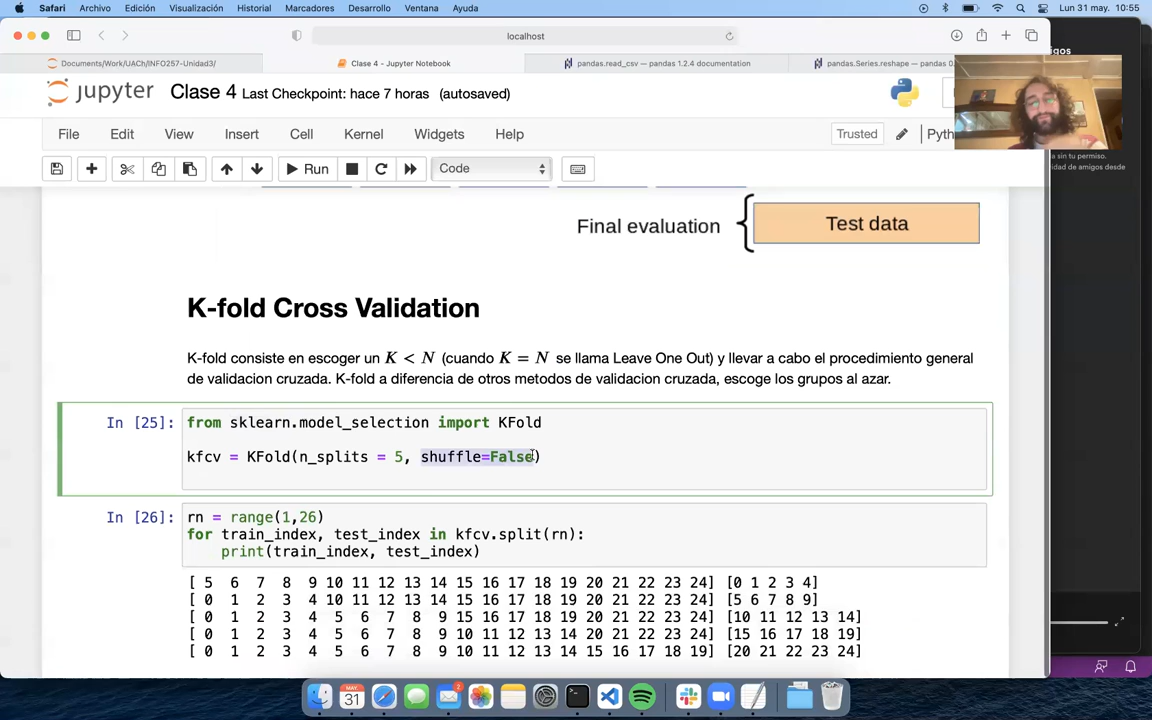 Safari Archivo Edición Visualización Historial Marcadores Desarrollo Ventana Ayuda Lun 31 may. 10:55
localhost
Documents/Work/UACh/INFO257-Unidad3/ Clase 4 - Jupyter Notebook pandas.read_csv — pandas 1.2.4 documentation pandas.Series.reshape — pandas 0.
jupyter Clase 4 Last Checkpoint: hace 7 horas (autosaved)
File Edit View Insert Cell Kernel Widgets Help Trusted Pyth
Run Code
Final evaluation Test data
K-fold Cross Validation
K-fold consiste en escoger un K < N (cuando K = N se llama Leave One Out) y llevar a cabo el procedimiento general
de validacion cruzada. K-fold a diferencia de otros metodos de validacion cruzada, escoge los grupos al azar.
In [25]: from sklearn.model_selection import KFold
kfcv = KFold(n_splits = 5, shuffle=False)
In [26]: rn = range(1,26)
for train_index, test_index in kfcv.split(rn):
print(train_index, test_index)
[ 5 6 7 8 9 10 11 12 13 14 15 16 17 18 19 20 21 22 23 24] [0 1 2 3 4]
[ 0 1 2 3 4 10 11 12 13 14 15 16 17 18 19 20 21 22 23 24] [5 6 7 8 9]
[ 0 1 2 3 4 5 6 7 8 9 15 16 17 18 19 20 21 22 23 24] [10 11 12 13 14]
[ 0 1 2 3 4 5 6 7 8 9 10 11 12 13 14 20 21 22 23 24] [15 16 17 18 19]
[ 0 1 2 3 4 5 6 7 8 9 10 11 12 13 14 15 16 17 18 19] [20 21 22 23 24]
igos
a sin tu permiso.
idad de amigos desde
MAY 31 2